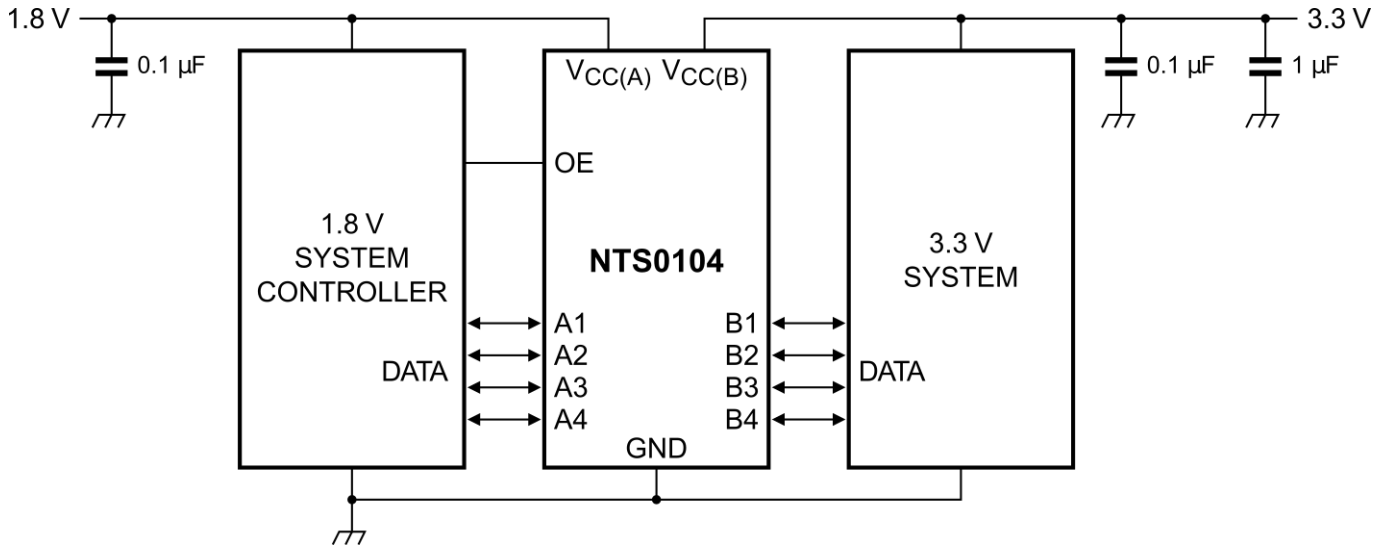 1.8 V
3.3 V
0.1 μF
0.1 μF
1 μF
VCC(A)
VCC(B)
OE
1.8 V
SYSTEM
CONTROLLER
NTS0104
3.3 V
SYSTEM
A1
A2
A3
A4
DATA
B1
B2
B3
B4
DATA
GND